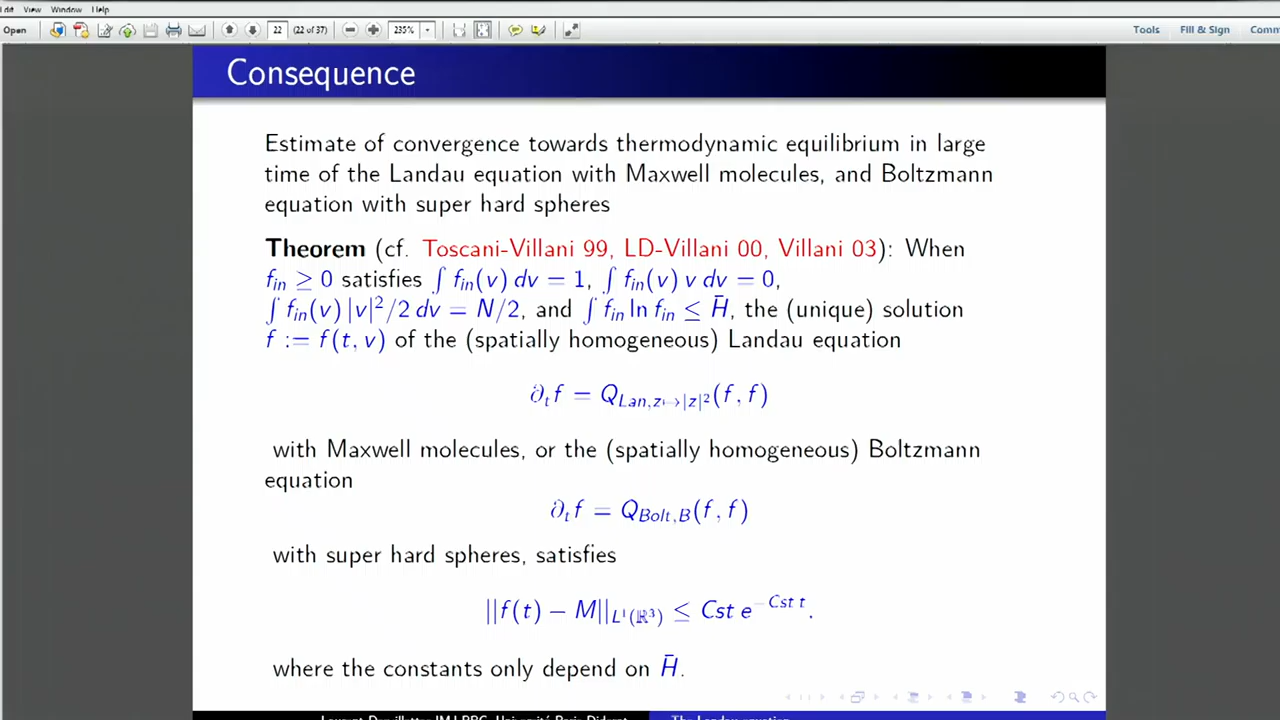 Edit View Window Help
Open 22 (22 of 37) 235% Tools Fill & Sign Comm
Consequence
Estimate of convergence towards thermodynamic equilibrium in large
time of the Landau equation with Maxwell molecules, and Boltzmann
equation with super hard spheres
Theorem (cf. Toscani-Villani 99, LD-Villani 00, Villani 03): When
f_in ≥ 0 satisfies ∫ f_in(v) dv = 1, ∫ f_in(v) v dv = 0,
∫ f_in(v) |v|²/2 dv = N/2, and ∫ f_in ln f_in ≤ H̄, the (unique) solution
f := f(t, v) of the (spatially homogeneous) Landau equation
∂_t f = Q_{Lan,z↦|z|²}(f, f)
with Maxwell molecules, or the (spatially homogeneous) Boltzmann
equation
∂_t f = Q_{Bolt,B}(f, f)
with super hard spheres, satisfies
||f(t) − M||_{L¹(ℝ³)} ≤ Cst e^{−Cst t}.
where the constants only depend on H̄.
The Landau equation